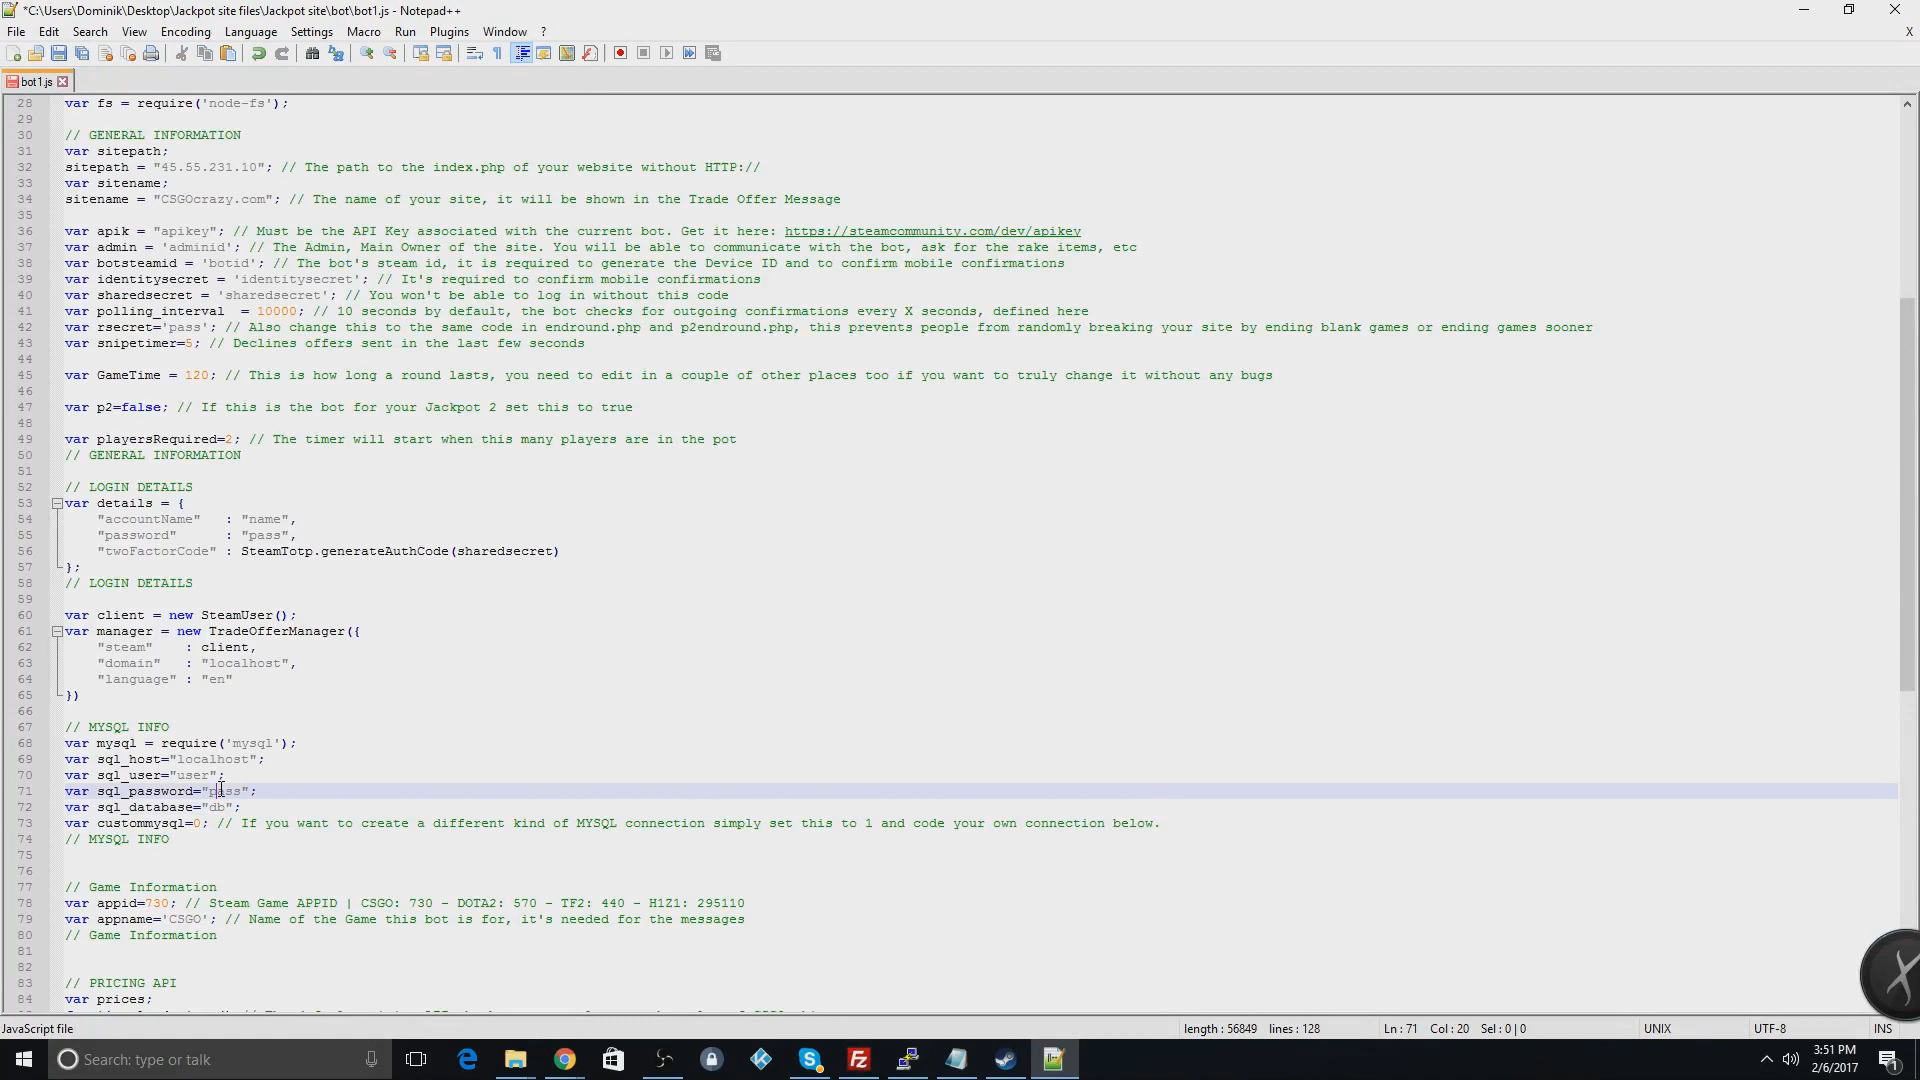 *C:\Users\Dominik\Desktop\Jackpot site files\Jackpot site\bot\bot1.js - Notepad++
File Edit Search View Encoding Language Settings Macro Run Plugins Window ? X
bot1.js
28 var fs = require('node-fs');
29
30 // GENERAL INFORMATION
31 var sitepath;
32 sitepath = "45.55.231.10"; // The path to the index.php of your website without HTTP://
33 var sitename;
34 sitename = "CSGOcrazy.com"; // The name of your site, it will be shown in the Trade Offer Message
35
36 var apik = "apikey"; // Must be the API Key associated with the current bot. Get it here: https://steamcommunity.com/dev/apikey
37 var admin = 'adminid'; // The Admin, Main Owner of the site. You will be able to communicate with the bot, ask for the rake items, etc
38 var botsteamid = 'botid'; // The bot's steam id, it is required to generate the Device ID and to confirm mobile confirmations
39 var identitysecret = 'identitysecret'; // It's required to confirm mobile confirmations
40 var sharedsecret = 'sharedsecret'; // You won't be able to log in without this code
41 var polling_interval  = 10000; // 10 seconds by default, the bot checks for outgoing confirmations every X seconds, defined here
42 var rsecret='pass'; // Also change this to the same code in endround.php and p2endround.php, this prevents people from randomly breaking your site by ending blank games or ending games sooner
43 var snipetimer=5; // Declines offers sent in the last few seconds
44
45 var GameTime = 120; // This is how long a round lasts, you need to edit in a couple of other places too if you want to truly change it without any bugs
46
47 var p2=false; // If this is the bot for your Jackpot 2 set this to true
48
49 var playersRequired=2; // The timer will start when this many players are in the pot
50 // GENERAL INFORMATION
51
52 // LOGIN DETAILS
53 var details = {
54 "accountName" : "name",
55 "password" : "pass",
56 "twoFactorCode" : SteamTotp.generateAuthCode(sharedsecret)
57 };
58 // LOGIN DETAILS
59
60 var client = new SteamUser();
61 var manager = new TradeOfferManager({
62 "steam" : client,
63 "domain" : "localhost",
64 "language" : "en"
65 })
66
67 // MYSQL INFO
68 var mysql = require('mysql');
69 var sql_host="localhost";
70 var sql_user="user";
71 var sql_password="pass";
72 var sql_database="db";
73 var custommysql=0; // If you want to create a different kind of MYSQL connection simply set this to 1 and code your own connection below.
74 // MYSQL INFO
75
76
77 // Game Information
78 var appid=730; // Steam Game APPID | CSGO: 730 - DOTA2: 570 - TF2: 440 - H1Z1: 295110
79 var appname='CSGO'; // Name of the Game this bot is for, it's needed for the messages
80 // Game Information
81
82
83 // PRICING API
84 var prices;
JavaScript file length : 56849 lines : 128 Ln : 71 Col : 20 Sel : 0 | 0 UNIX UTF-8 INS
Search: type or talk
3:51 PM
2/6/2017